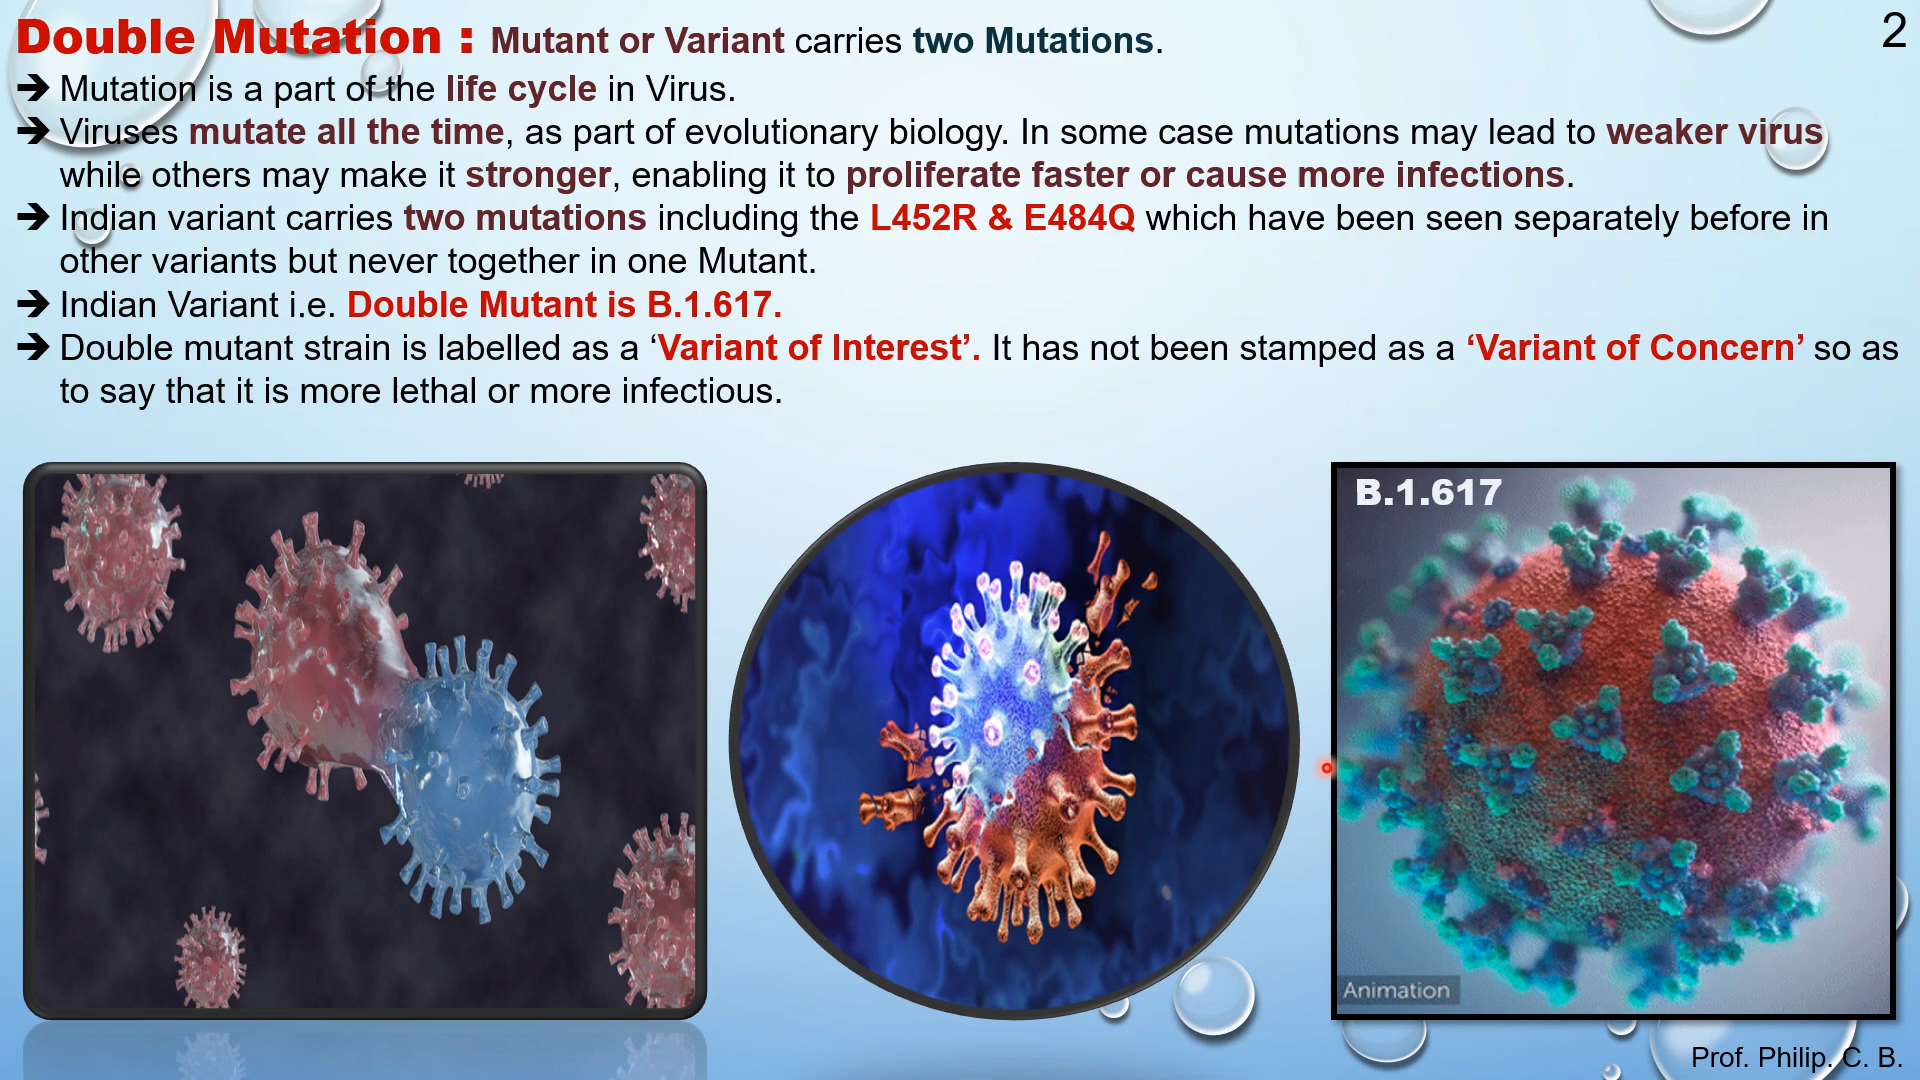 Double Mutation : Mutant or Variant carries two Mutations.
2
➔ Mutation is a part of the life cycle in Virus.
➔ Viruses mutate all the time, as part of evolutionary biology. In some case mutations may lead to weaker virus
while others may make it stronger, enabling it to proliferate faster or cause more infections.
➔ Indian variant carries two mutations including the L452R & E484Q which have been seen separately before in
other variants but never together in one Mutant.
➔ Indian Variant i.e. Double Mutant is B.1.617.
➔ Double mutant strain is labelled as a ‘Variant of Interest’. It has not been stamped as a ‘Variant of Concern’ so as
to say that it is more lethal or more infectious.
B.1.617
Animation
Prof. Philip. C. B.